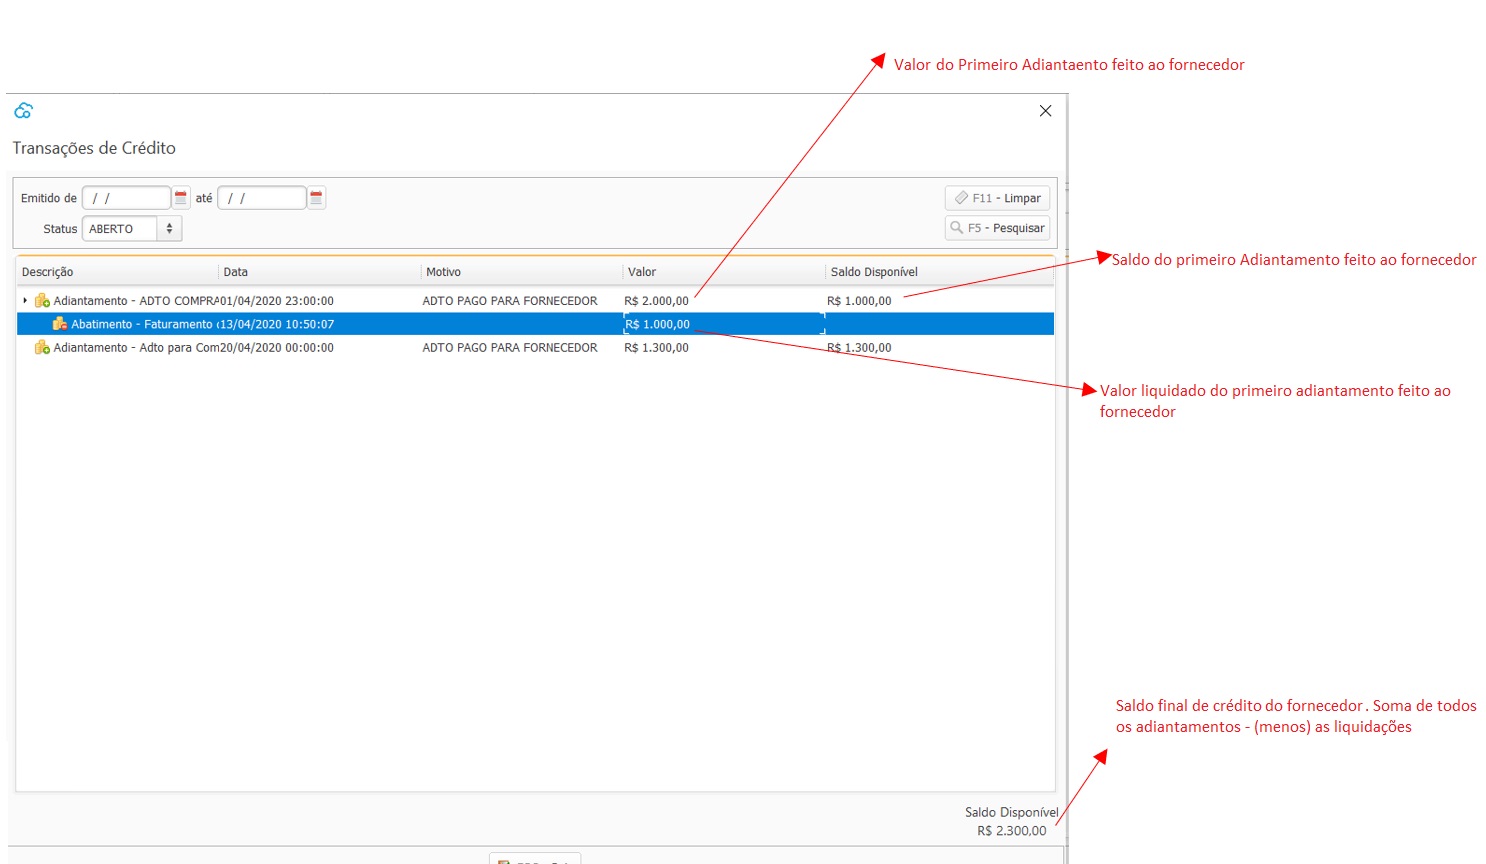 Valor do Primeiro Adiantaento feito ao fornecedor
Transações de Crédito
Emitido de / / até / / F11 - Limpar
Status ABERTO F5 - Pesquisar
Saldo do primeiro Adiantamento feito ao fornecedor
Descrição Data Motivo Valor Saldo Disponível
Adiantamento - ADTO COMPRA 01/04/2020 23:00:00 ADTO PAGO PARA FORNECEDOR R$ 2.000,00 R$ 1.000,00
Abatimento - Faturamento 13/04/2020 10:50:07 R$ 1.000,00
Adiantamento - Adto para Com 20/04/2020 00:00:00 ADTO PAGO PARA FORNECEDOR R$ 1.300,00 R$ 1.300,00
Valor liquidado do primeiro adiantamento feito ao
fornecedor
Saldo final de crédito do fornecedor. Soma de todos
os adiantamentos - (menos) as liquidações
Saldo Disponível
R$ 2.300,00